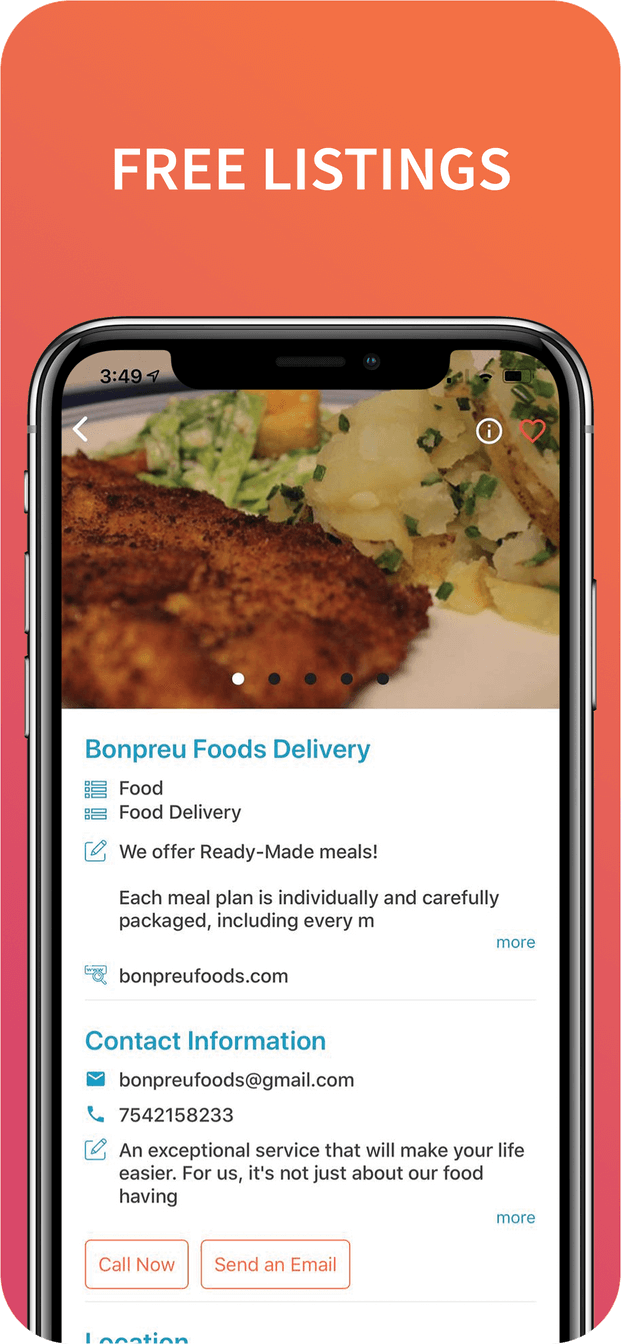 FREE LISTINGS
3:49
Bonpreu Foods Delivery
Food
Food Delivery
We offer Ready-Made meals!
Each meal plan is individually and carefully
packaged, including every m
more
bonpreufoods.com
Contact Information
bonpreufoods@gmail.com
7542158233
An exceptional service that will make your life
easier. For us, it's not just about our food
having
more
Call Now
Send an Email
Location